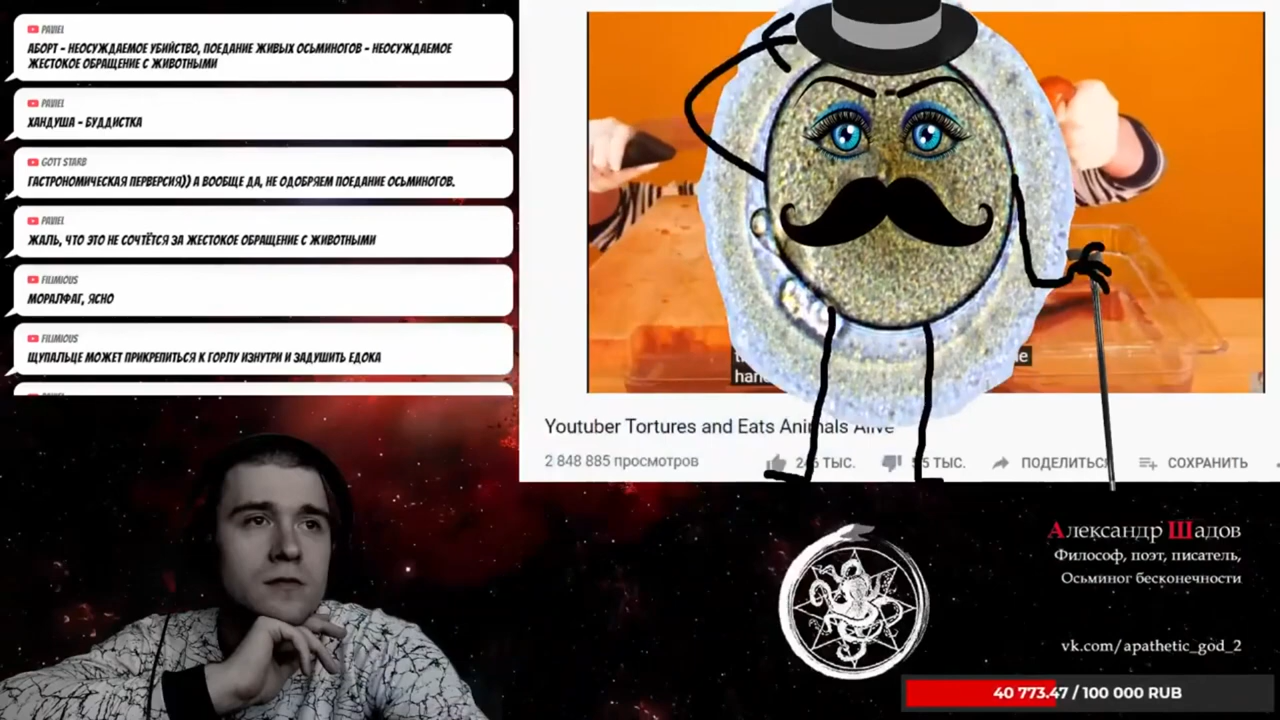 PAVIEL
АБОРТ - НЕОСУЖДАЕМОЕ УБИЙСТВО, ПОЕДАНИЕ ЖИВЫХ ОСЬМИНОГОВ - НЕОСУЖДАЕМОЕ
ЖЕСТОКОЕ ОБРАЩЕНИЕ С ЖИВОТНЫМИ
PAVIEL
ХАНДУША - БУДДИСТКА
GOTT STARB
ГАСТРОНОМИЧЕСКАЯ ПЕРВЕРСИЯ)) А ВООБЩЕ ДА, НЕ ОДОБРЯЕМ ПОЕДАНИЕ ОСЬМИНОГОВ.
PAVIEL
ЖАЛЬ, ЧТО ЭТО НЕ СОЧТЁТСЯ ЗА ЖЕСТОКОЕ ОБРАЩЕНИЕ С ЖИВОТНЫМИ
FILIMIOUS
МОРАЛФАГ, ЯСНО
FILIMIOUS
ЩУПАЛЬЦЕ МОЖЕТ ПРИКРЕПИТЬСЯ К ГОРЛУ ИЗНУТРИ И ЗАДУШИТЬ ЕДОКА
Youtuber Tortures and Eats Animals Alive
2 848 885 просмотров
ТЫС.
ТЫС.
ПОДЕЛИТЬСЯ
СОХРАНИТЬ
Александр Шадов
Философ, поэт, писатель,
Осьминог бесконечности
vk.com/apathetic_god_2
40 773.47 / 100 000 RUB